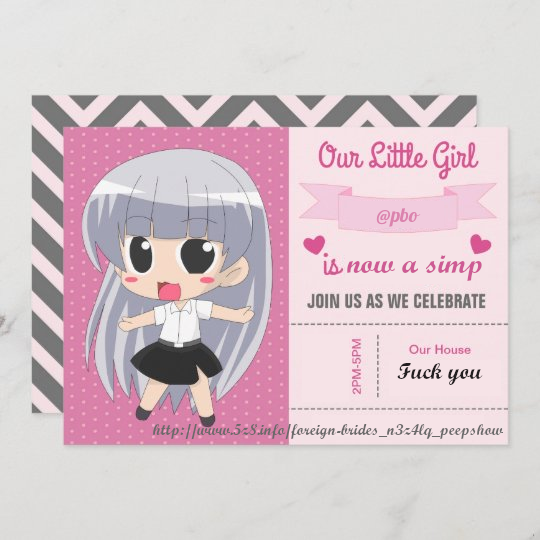 Our Little Girl
@pbo
is now a simp
JOIN US AS WE CELEBRATE
2PM-5PM
Our House
Fuck you
http://www.5z8.info/foreign-brides_n3z4lq_peepshow